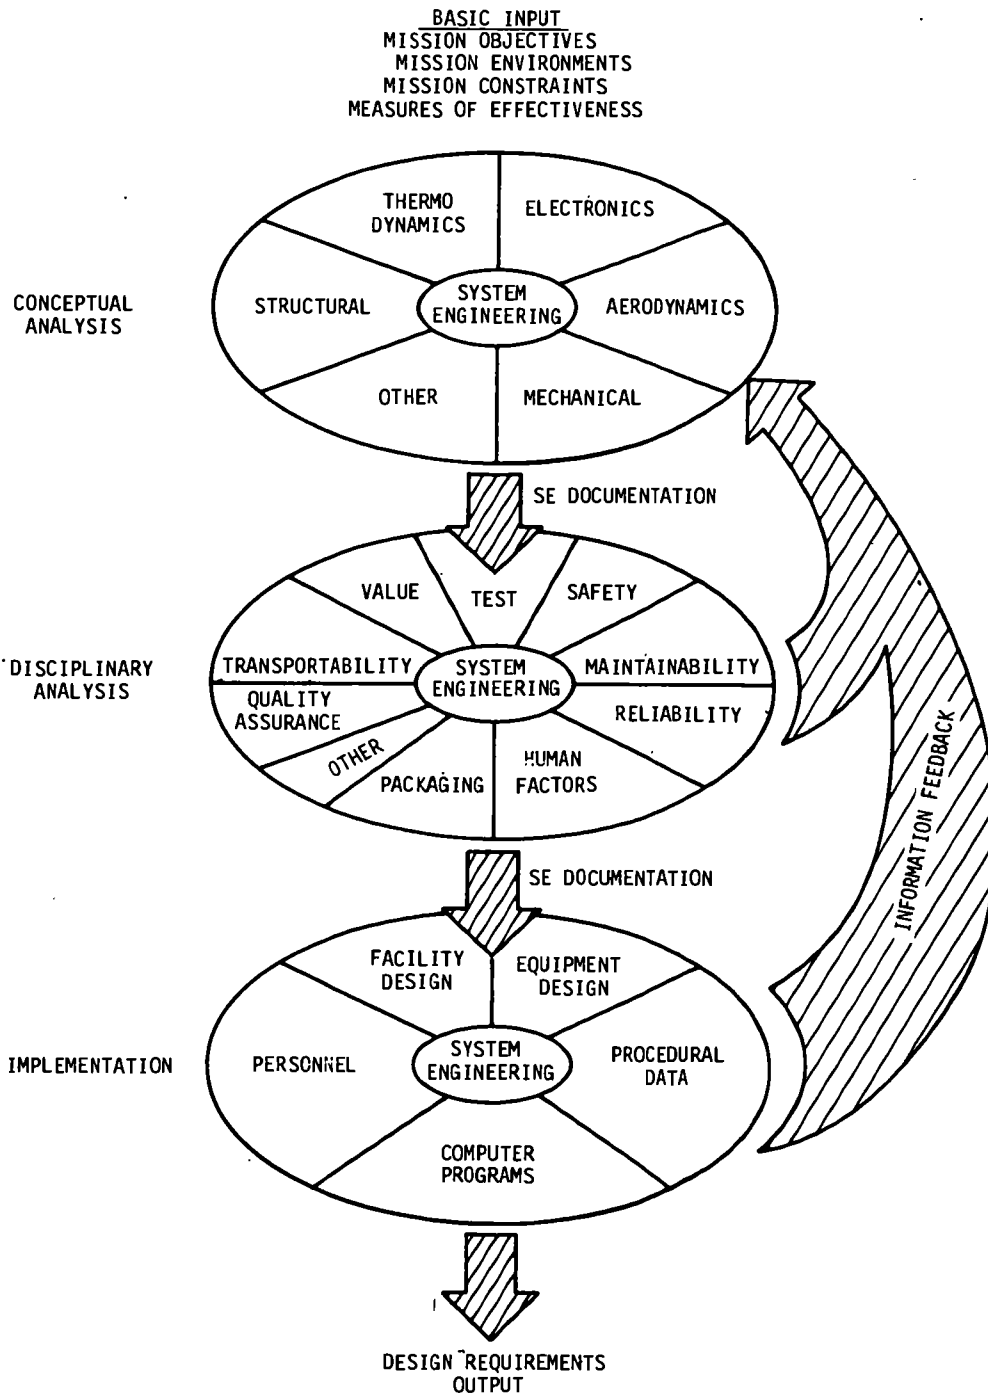 BASIC INPUT
MISSION OBJECTIVES
MISSION ENVIRONMENTS
MISSION CONSTRAINTS
MEASURES OF EFFECTIVENESS
THERMO
DYNAMICS
ELECTRONICS
CONCEPTUAL
ANALYSIS
STRUCTURAL
SYSTEM
ENGINEERING
AERODYNAMICS
OTHER
MECHANICAL
SE DOCUMENTATION
VALUE
TEST
SAFETY
DISCIPLINARY
ANALYSIS
TRANSPORTABILITY
SYSTEM
ENGINEERING
MAINTAINABILITY
QUALITY
ASSURANCE
RELIABILITY
OTHER
PACKAGING
HUMAN
FACTORS
INFORMATION FEEDBACK
SE DOCUMENTATION
FACILITY
DESIGN
EQUIPMENT
DESIGN
IMPLEMENTATION
PERSONNEL
SYSTEM
ENGINEERING
PROCEDURAL
DATA
COMPUTER
PROGRAMS
DESIGN REQUIREMENTS
OUTPUT